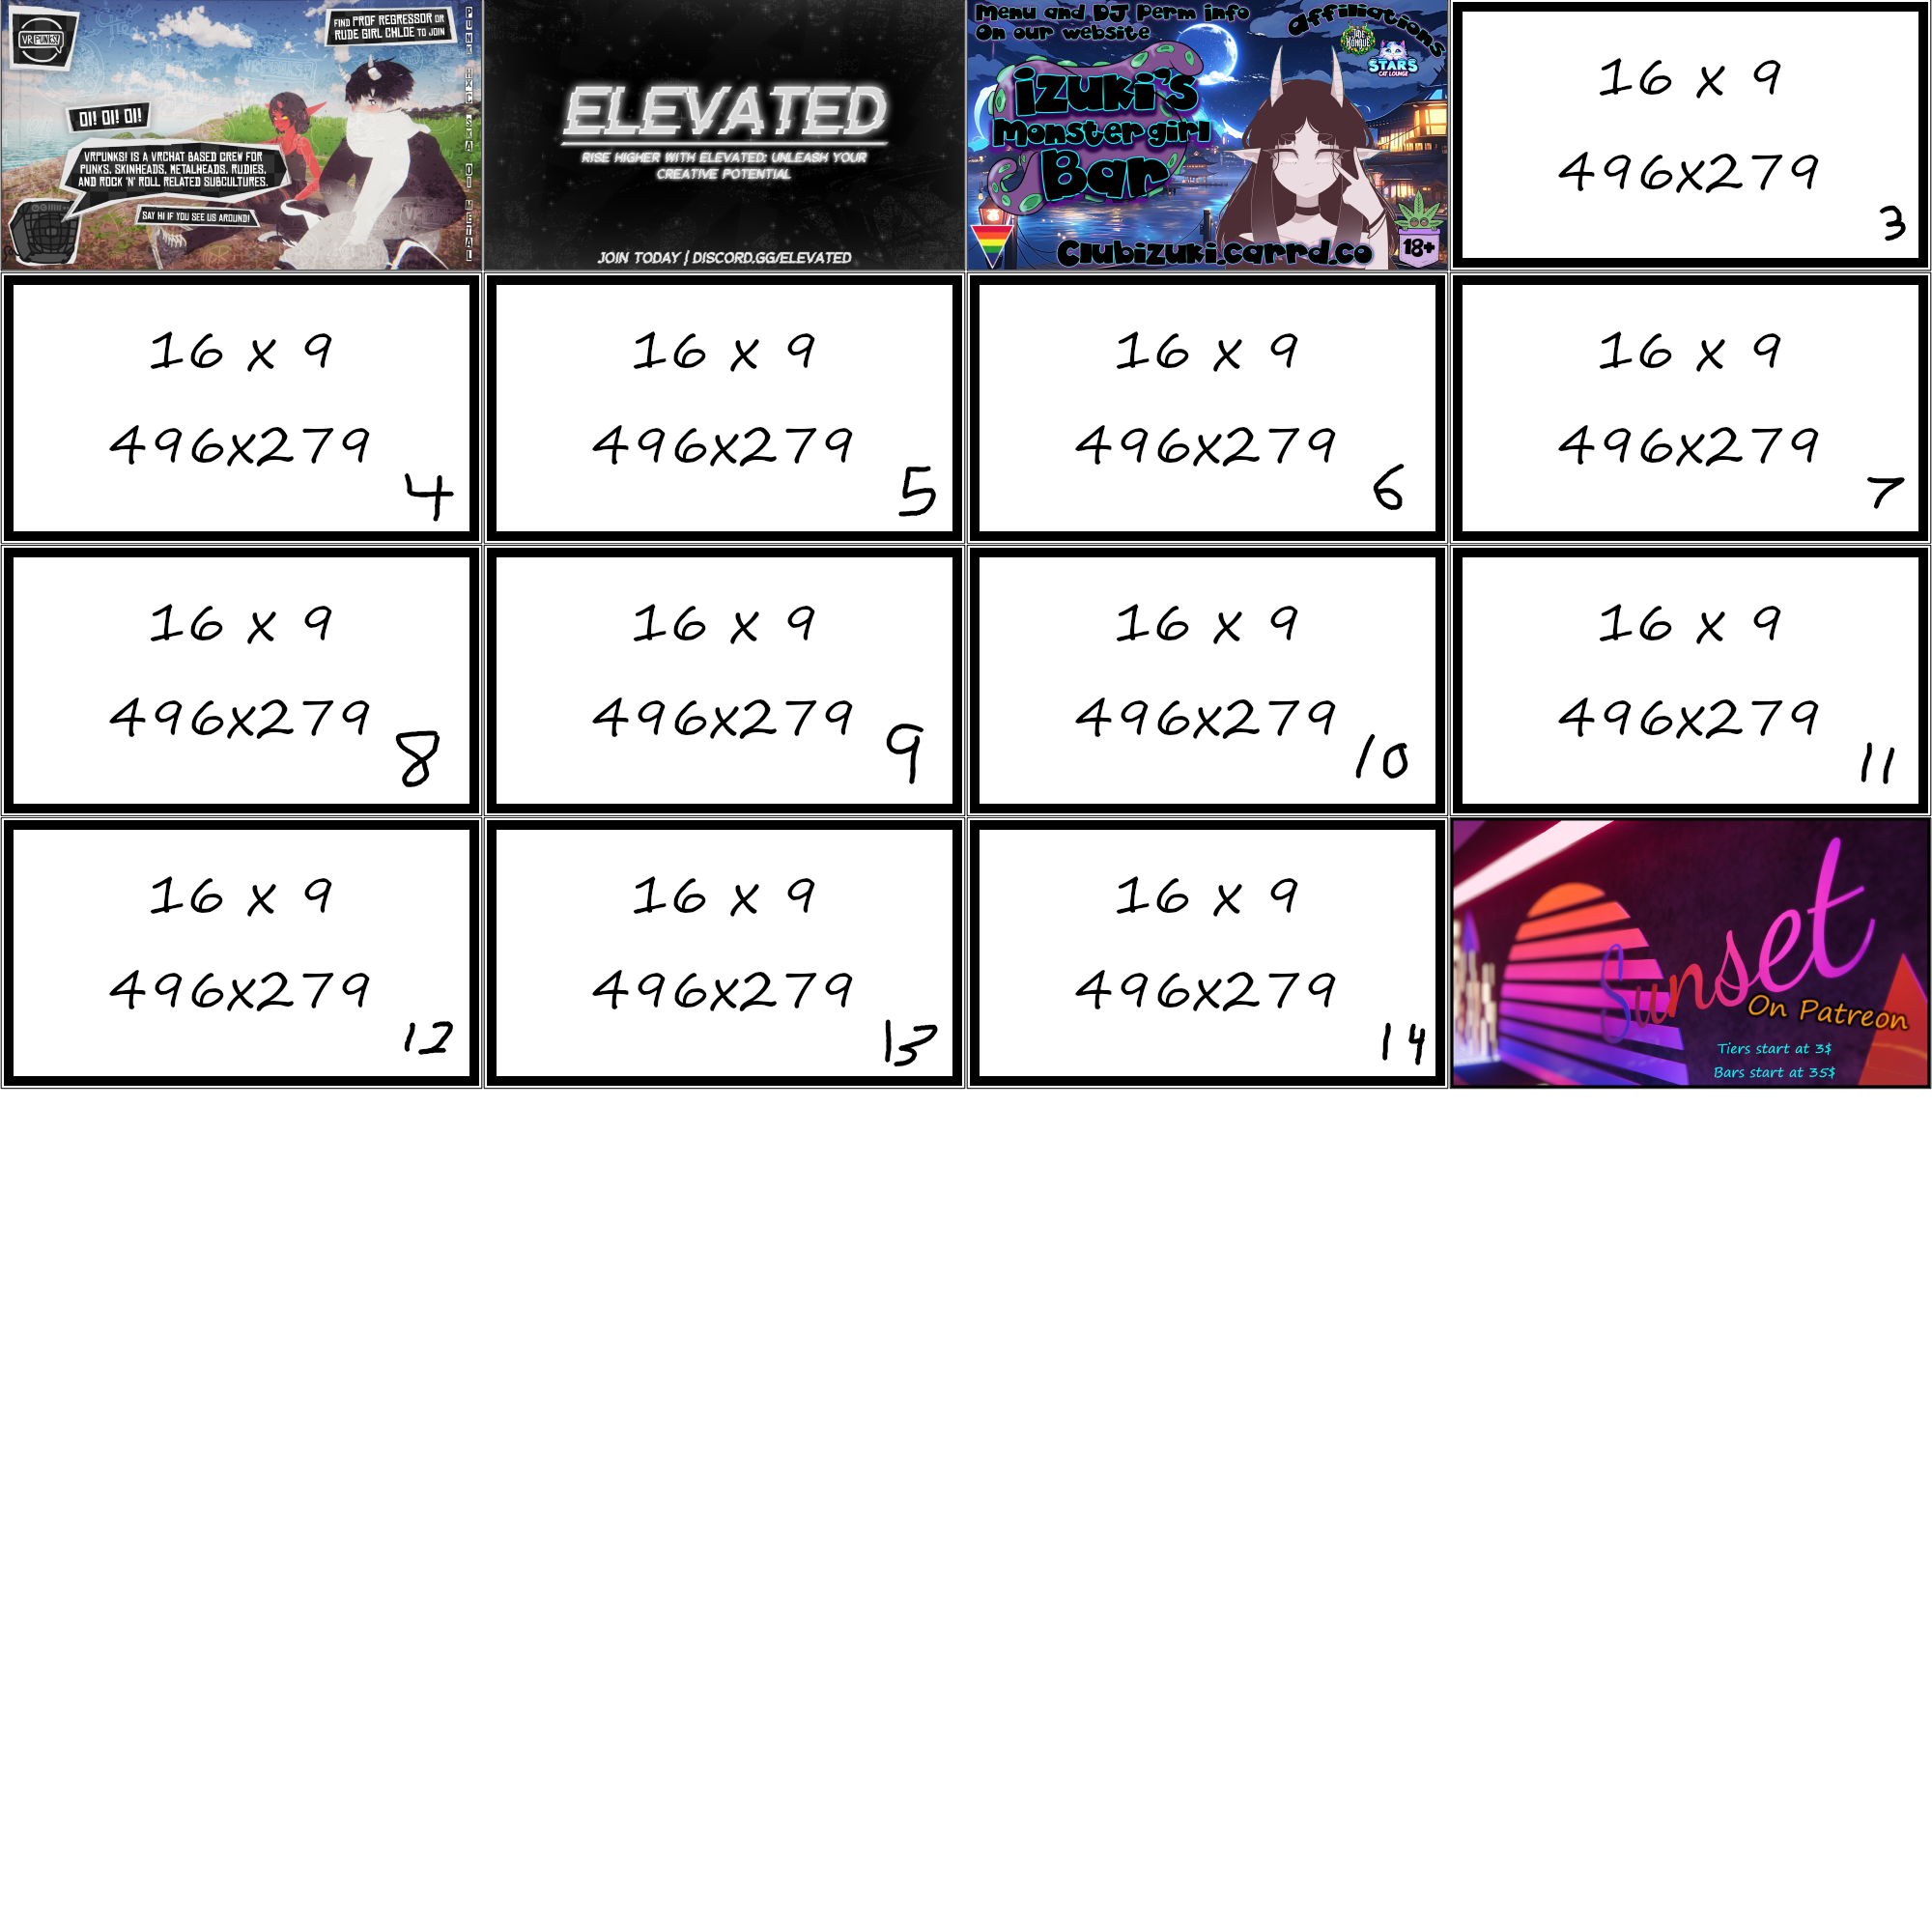 VRPUNKS!
FIND PROF REGRESSOR OR
RUDE GIRL CHLOE TO JOIN
PUNK HXC SKA OI METAL
OI! OI! OI!
VRPUNKS! IS A VRCHAT BASED CREW FOR
PUNKS, SKINHEADS, METALHEADS, RUDIES,
AND ROCK 'N' ROLL RELATED SUBCULTURES.
SAY HI IF YOU SEE US AROUND!
ELEVATED
RISE HIGHER WITH ELEVATED: UNLEASH YOUR
CREATIVE POTENTIAL
JOIN TODAY | DISCORD.GG/ELEVATED
Menu and DJ Perm info
On our website
affiliations
STARS
CAT LOUNGE
izuki's
Monster girl
Bar
18+
Clubizuki.carrd.co
16 x 9
496x279
3
16 x 9
496x279
4
16 x 9
496x279
5
16 x 9
496x279
6
16 x 9
496x279
7
16 x 9
496x279
8
16 x 9
496x279
9
16 x 9
496x279
10
16 x 9
496x279
11
16 x 9
496x279
12
16 x 9
496x279
13
16 x 9
496x279
14
Sunset
On Patreon
Tiers start at 3$
Bars start at 35$